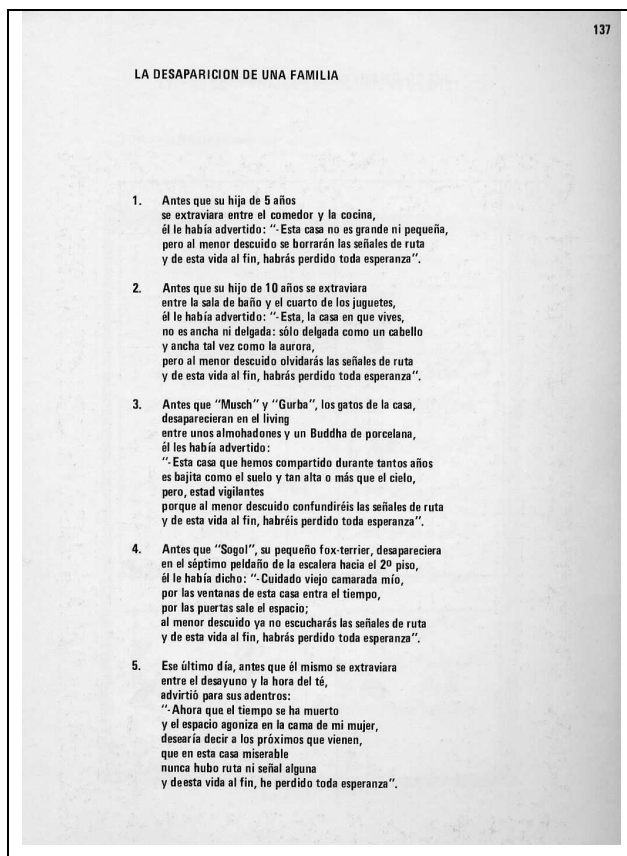 137
LA DESAPARICION DE UNA FAMILIA
1. Antes que su hija de 5 años
se extraviara entre el comedor y la cocina,
él le había advertido: "-Esta casa no es grande ni pequeña,
pero al menor descuido se borrarán las señales de ruta
y de esta vida al fin, habrás perdido toda esperanza".
2. Antes que su hijo de 10 años se extraviara
entre la sala de baño y el cuarto de los juguetes,
él le había advertido: "-Esta, la casa en que vives,
no es ancha ni delgada: sólo delgada como un cabello
y ancha tal vez como la aurora,
pero al menor descuido olvidarás las señales de ruta
y de esta vida al fin, habrás perdido toda esperanza".
3. Antes que "Musch" y "Gurba", los gatos de la casa,
desaparecieran en el living
entre unos almohadones y un Buddha de porcelana,
él les había advertido:
"-Esta casa que hemos compartido durante tantos años
es bajita como el suelo y tan alta o más que el cielo,
pero, estad vigilantes
porque al menor descuido confundiréis las señales de ruta
y de esta vida al fin, habréis perdido toda esperanza".
4. Antes que "Sogol", su pequeño fox-terrier, desapareciera
en el séptimo peldaño de la escalera hacia el 2º piso,
él le había dicho: "-Cuidado viejo camarada mío,
por las ventanas de esta casa entra el tiempo,
por las puertas sale el espacio;
al menor descuido ya no escucharás las señales de ruta
y de esta vida al fin, habrás perdido toda esperanza".
5. Ese último día, antes que él mismo se extraviara
entre el desayuno y la hora del té,
advirtió para sus adentros:
"-Ahora que el tiempo se ha muerto
y el espacio agoniza en la cama de mi mujer,
desearía decir a los próximos que vienen,
que en esta casa miserable
nunca hubo ruta ni señal alguna
y deesta vida al fin, he perdido toda esperanza".